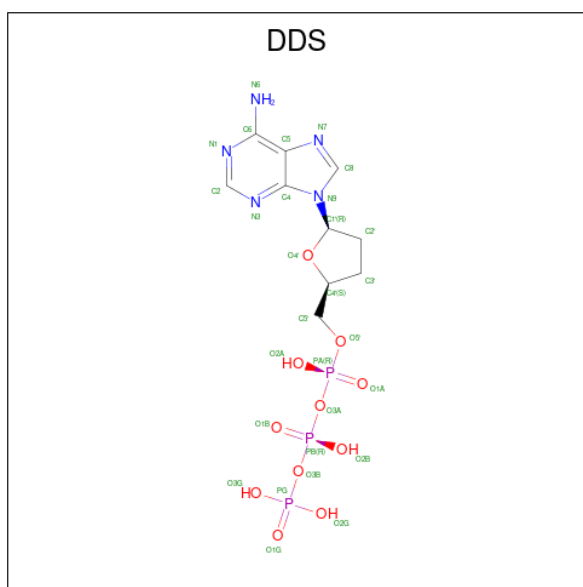 DDS
N6
NH2
C6
N1
N
C5
N7
N
C8
C2
N
N3
C4
N
N9
C1'(R)
C2'
O4'
O
C3'
C4'(S)
C5'
O5'
O
O2A
HO
PA(R)
P
O
O1A
O
O3A
O1B
O
P
OH
PB(R)
O2B
O
O3B
O3G
PG
HO
P
OH
O2G
O
O1G